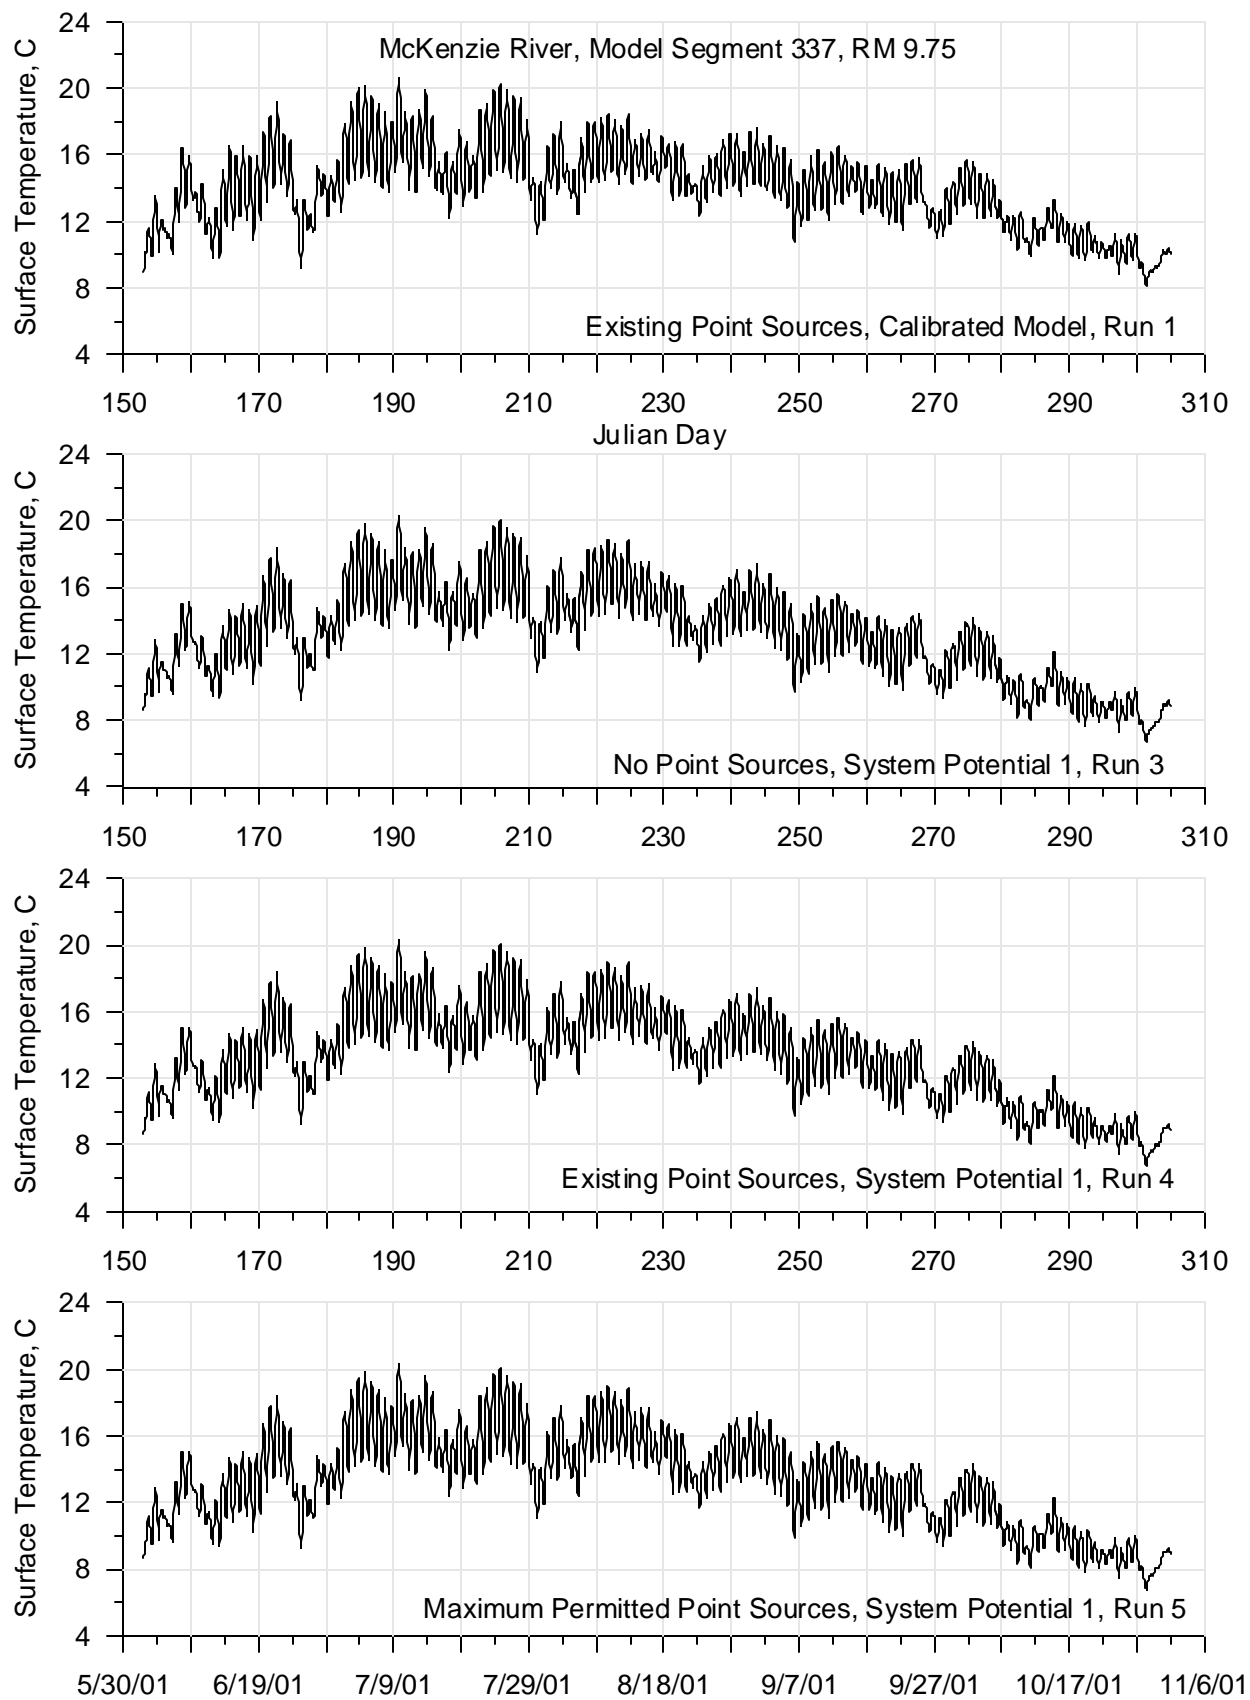 24
McKenzie River, Model Segment 337, RM 9.75
20
16
12
8
Existing Point Sources, Calibrated Model, Run 1
4
Surface Temperature, C
150 170 190 210 230 250 270 290 310
Julian Day
24
20
16
12
8
No Point Sources, System Potential 1, Run 3
4
Surface Temperature, C
150 170 190 210 230 250 270 290 310
24
20
16
12
8
Existing Point Sources, System Potential 1, Run 4
4
Surface Temperature, C
150 170 190 210 230 250 270 290 310
24
20
16
12
8
Maximum Permitted Point Sources, System Potential 1, Run 5
4
Surface Temperature, C
5/30/01 6/19/01 7/9/01 7/29/01 8/18/01 9/7/01 9/27/01 10/17/01 11/6/01